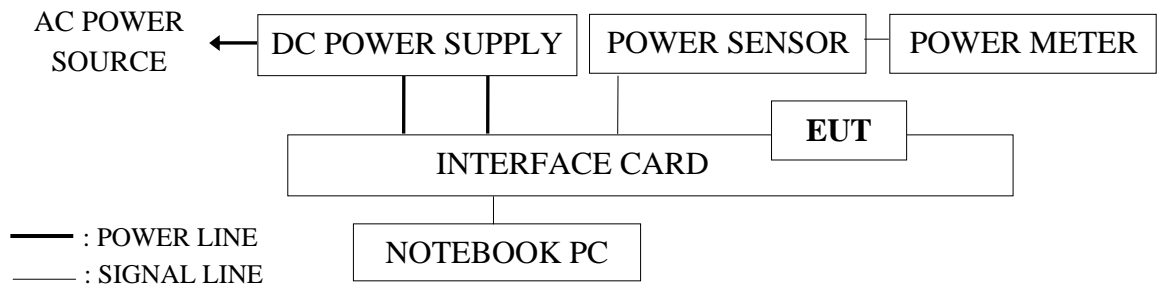 AC POWER
SOURCE
DC POWER SUPPLY
POWER SENSOR
POWER METER
EUT
INTERFACE CARD
NOTEBOOK PC
: POWER LINE
: SIGNAL LINE